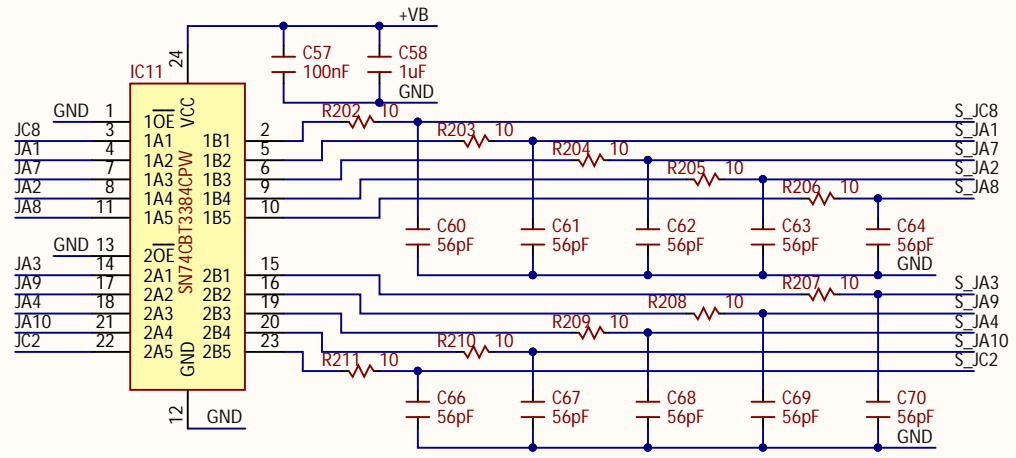 +VB
24
C57
100nF
C58
1uF
GND
IC11
VCC
SN74CBT3384CPW
GND 1 1OE
JC8 3 1A1 1B1 2 R202 10 S_JC8
JA1 4 1A2 1B2 5 R203 10 S_JA1
JA7 7 1A3 1B3 6 R204 10 S_JA7
JA2 8 1A4 1B4 9 R205 10 S_JA2
JA8 11 1A5 1B5 10 R206 10 S_JA8
C60 C61 C62 C63 C64
56pF 56pF 56pF 56pF 56pF
GND
GND 13 2OE
JA3 14 2A1 2B1 15 R207 10 S_JA3
JA9 17 2A2 2B2 16 R208 10 S_JA9
JA4 18 2A3 2B3 19 R209 10 S_JA4
JA10 21 2A4 2B4 20 R210 10 S_JA10
JC2 22 2A5 2B5 23 R211 10 S_JC2
GND
C66 C67 C68 C69 C70
56pF 56pF 56pF 56pF 56pF
GND
12 GND